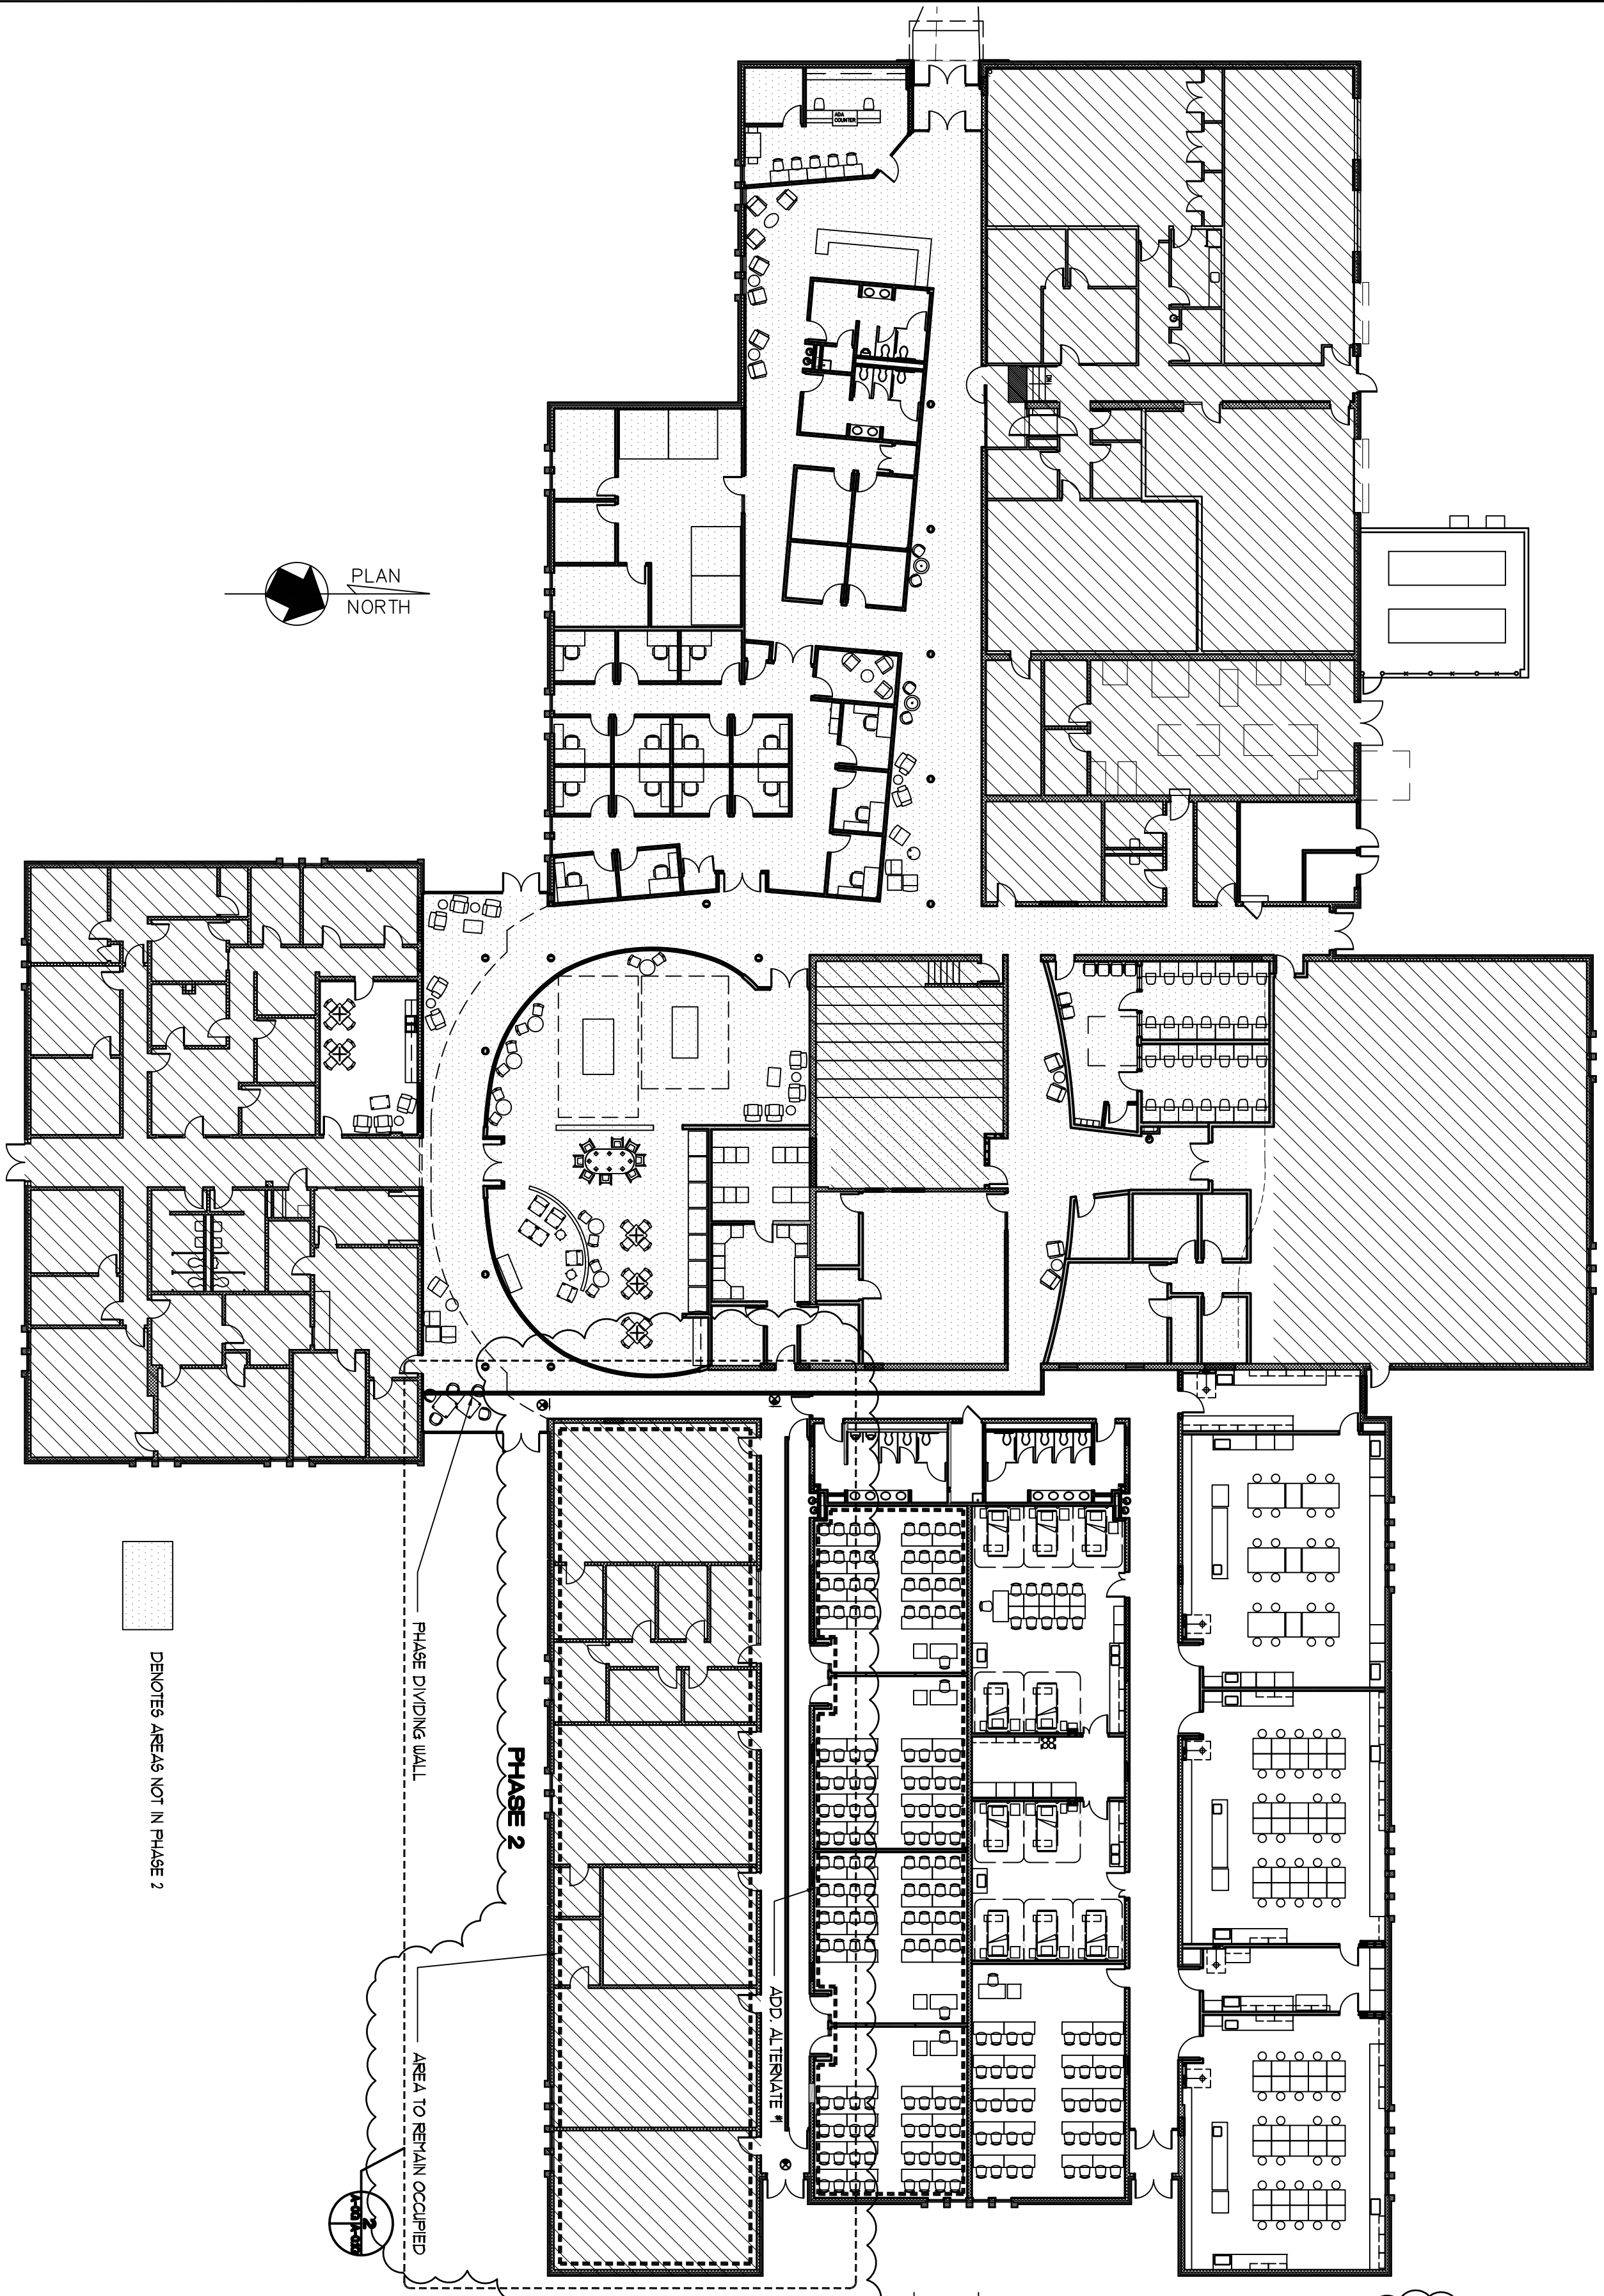 ADA
COUNTER
PLAN
NORTH
DN
PHASE DIVIDING WALL
DENOTES AREAS NOT IN PHASE 2
PHASE 2
ADD. ALTERNATE #1
AREA TO REMAIN OCCUPIED
2